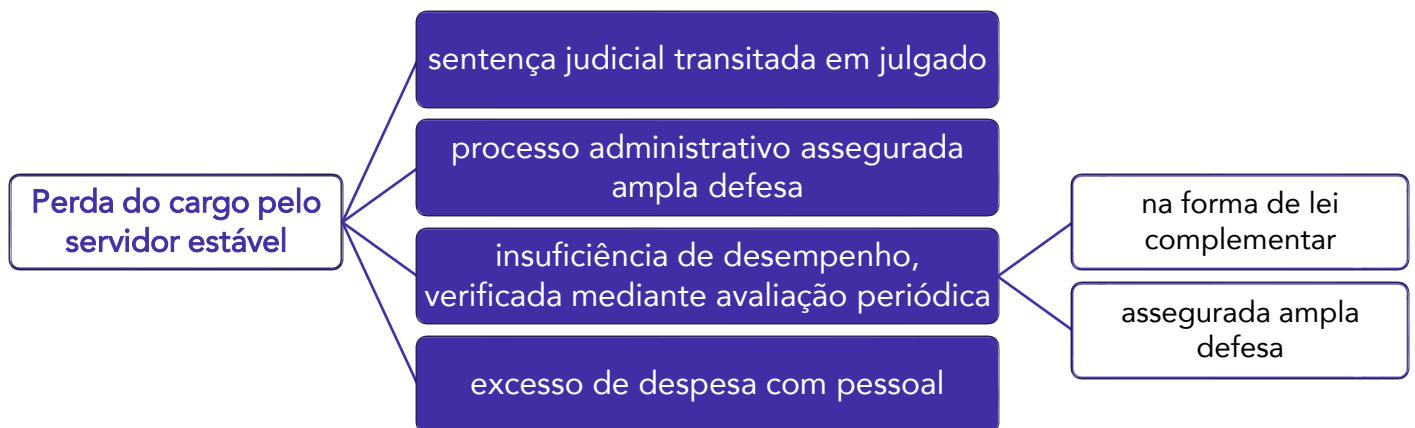 Perda do cargo pelo
servidor estável
sentença judicial transitada em julgado
processo administrativo assegurada
ampla defesa
insuficiência de desempenho,
verificada mediante avaliação periódica
na forma de lei
complementar
assegurada ampla
defesa
excesso de despesa com pessoal